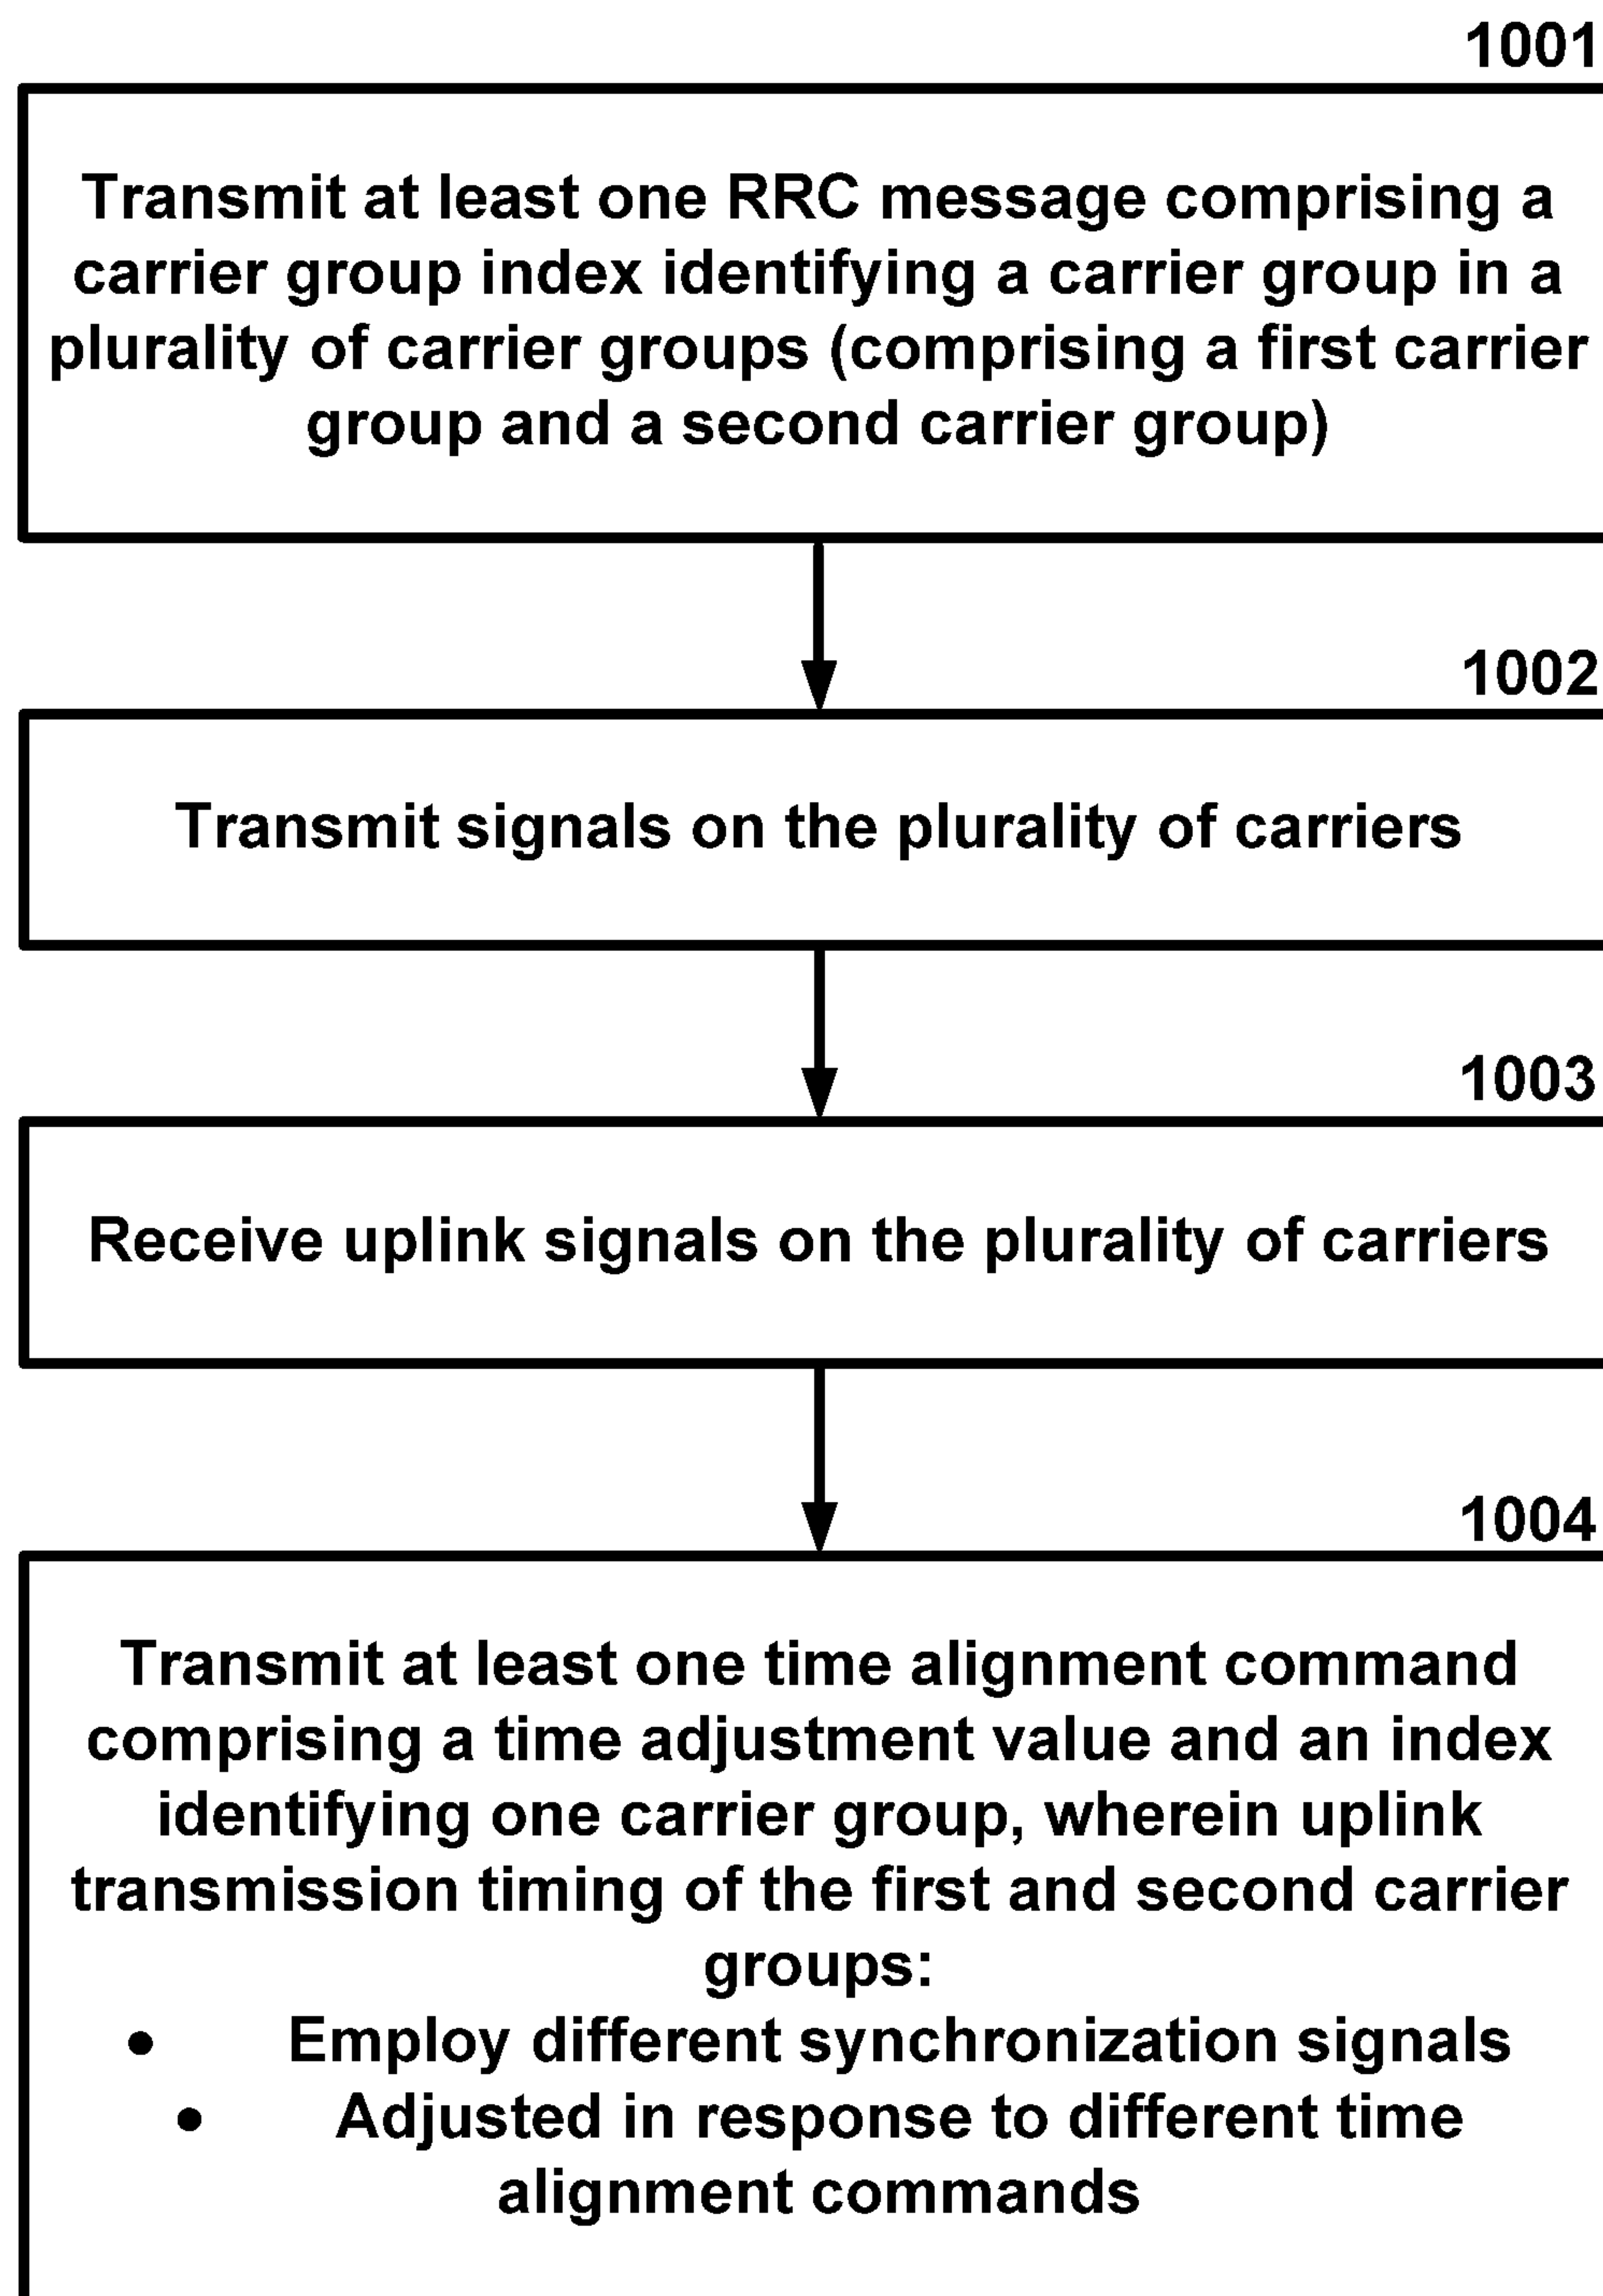 1001
Transmit at least one RRC message comprising a
carrier group index identifying a carrier group in a
plurality of carrier groups (comprising a first carrier
group and a second carrier group)
1002
Transmit signals on the plurality of carriers
1003
Receive uplink signals on the plurality of carriers
1004
Transmit at least one time alignment command
comprising a time adjustment value and an index
identifying one carrier group, wherein uplink
transmission timing of the first and second carrier
groups:
• Employ different synchronization signals
• Adjusted in response to different time
alignment commands